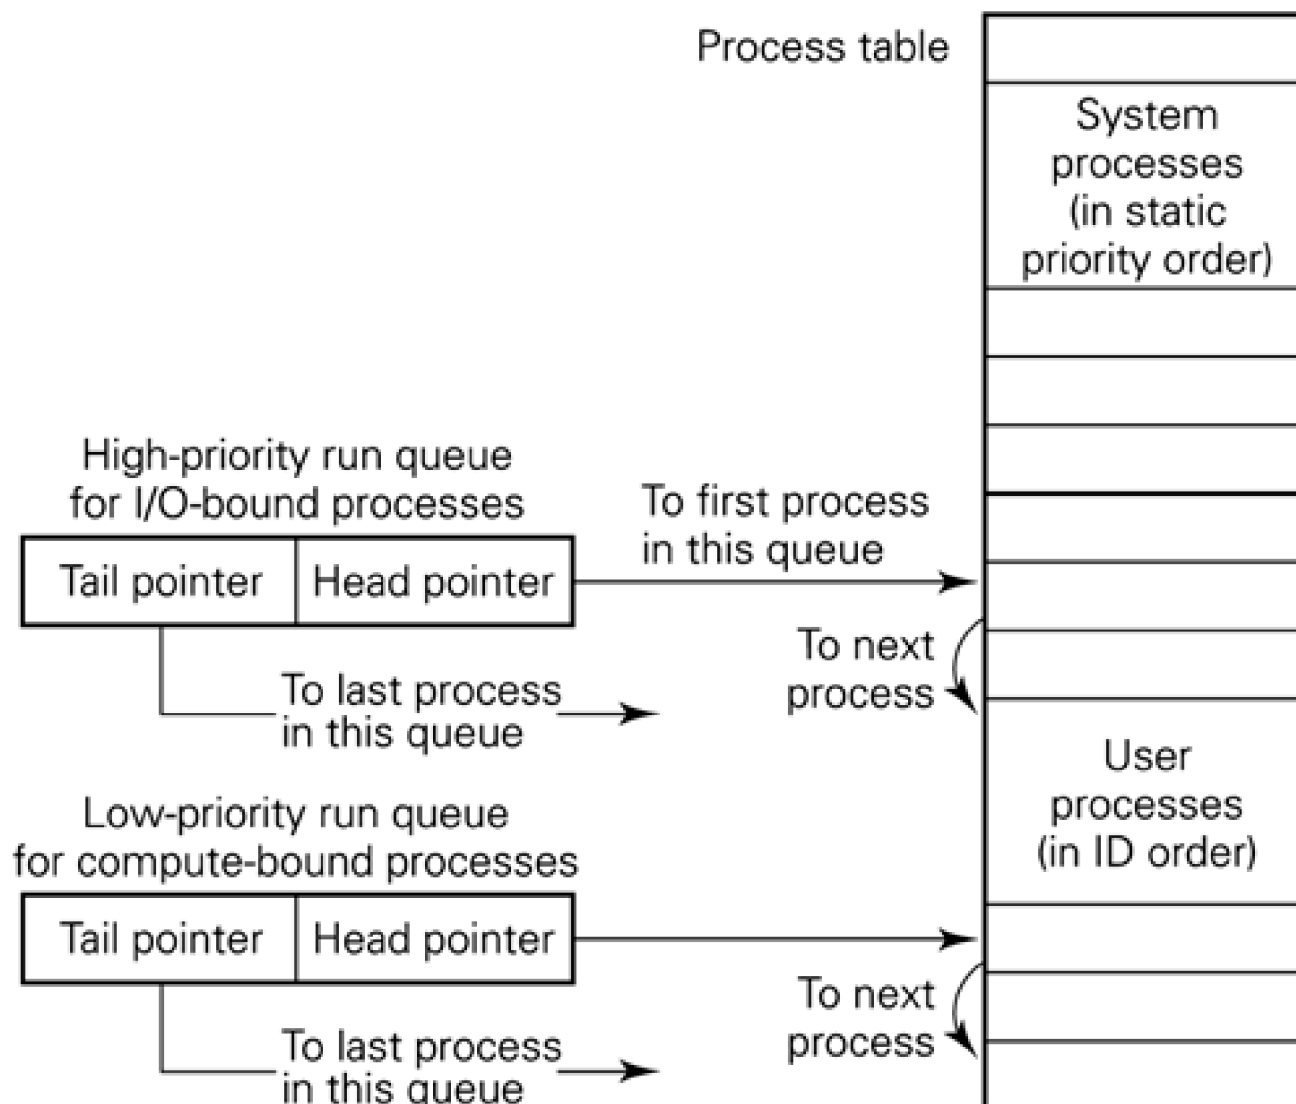 Process table
System
processes
(in static
priority order)
High-priority run queue
for I/O-bound processes
Tail pointer
Head pointer
To first process
in this queue
To last process
in this queue
To next
process
User
processes
(in ID order)
Low-priority run queue
for compute-bound processes
Tail pointer
Head pointer
To last process
in this queue
To next
process